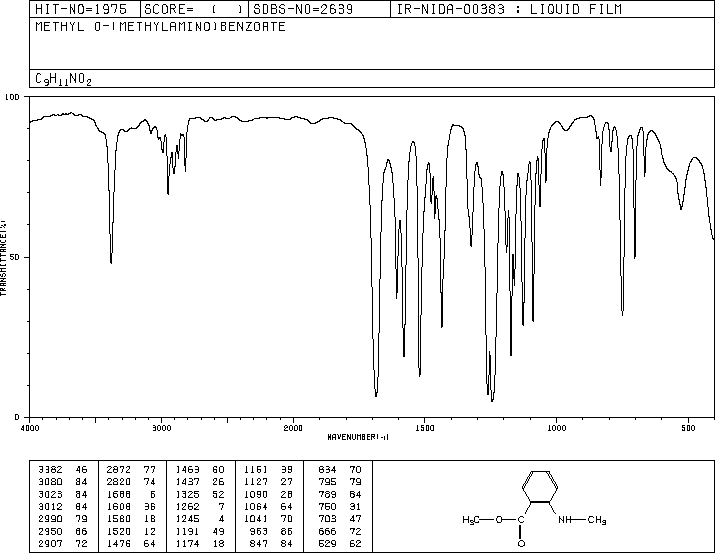 HIT-NO=1975 SCORE= ( ) SDBS-NO=2639 IR-NIDA-00383 : LIQUID FILM
METHYL O-(METHYLAMINO)BENZOATE
C9H11NO2
100
50
0
TRANSMITTANCE(%)
4000 3000 2000 1500 1000 500
WAVENUMBER(-1)
3382 46 2872 77 1463 60 1161 39 834 70
3080 84 2820 74 1437 26 1127 27 795 79
3023 84 1688 6 1325 52 1090 28 789 84
3012 84 1608 36 1262 7 1064 64 750 31
2990 79 1580 18 1245 4 1041 70 703 47
2950 66 1520 12 1191 49 963 86 666 72
2907 72 1476 64 1174 18 847 84 529 62
H3C O C NH CH3
O